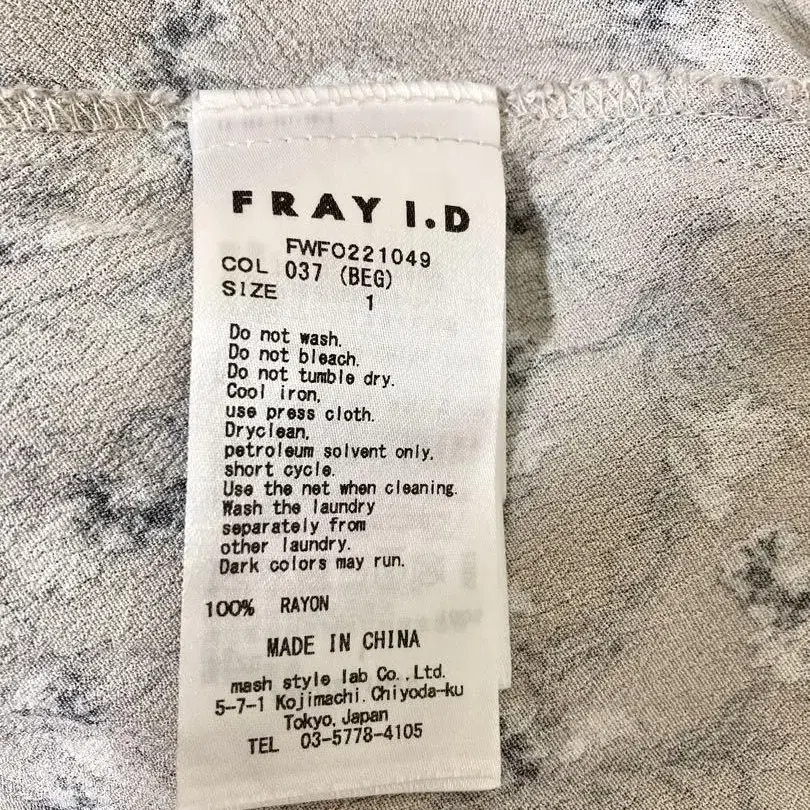 FRAY I.D
FWFO221049
COL 037 (BEG)
SIZE 1
Do not wash.
Do not bleach.
Do not tumble dry.
Cool iron,
use press cloth.
Dryclean,
petroleum solvent only,
short cycle.
Use the net when cleaning.
Wash the laundry
separately from
other laundry.
Dark colors may run.
100% RAYON
MADE IN CHINA
mash style lab Co.,Ltd.
5-7-1 Kojimachi.Chiyoda-ku
Tokyo.Japan
TEL 03-5778-4105